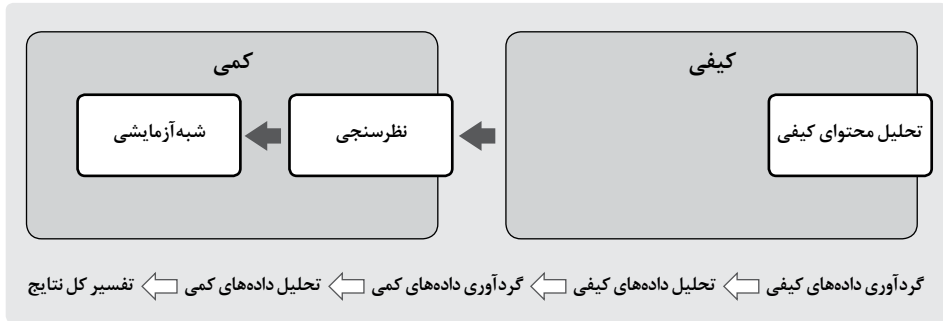 کیفی
کمی
تحلیل محتوای کیفی
نظرسنجی
شبه‌آزمایشی
گردآوری داده‌های کیفی تحلیل داده‌های کیفی گردآوری داده‌های کمی تحلیل داده‌های کمی تفسیر کل نتایج